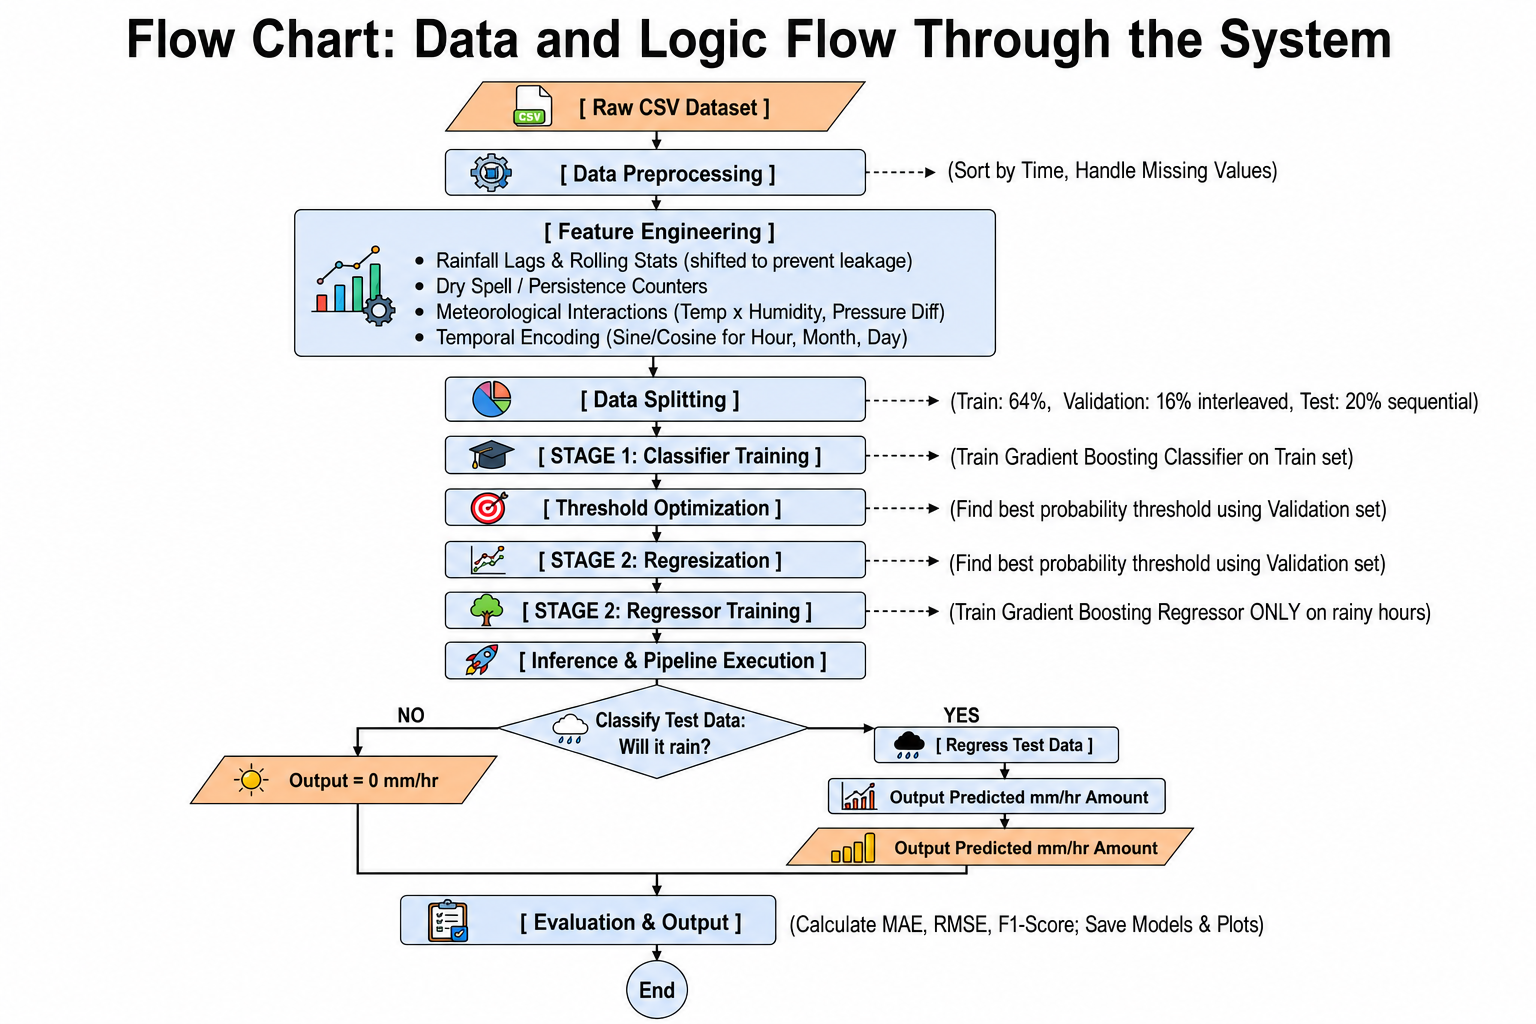 Flow Chart: Data and Logic Flow Through the System
CSV
[ Raw CSV Dataset ]
[ Data Preprocessing ]
(Sort by Time, Handle Missing Values)
[ Feature Engineering ]
• Rainfall Lags & Rolling Stats (shifted to prevent leakage)
• Dry Spell / Persistence Counters
• Meteorological Interactions (Temp x Humidity, Pressure Diff)
• Temporal Encoding (Sine/Cosine for Hour, Month, Day)
[ Data Splitting ]
(Train: 64%, Validation: 16% interleaved, Test: 20% sequential)
[ STAGE 1: Classifier Training ]
(Train Gradient Boosting Classifier on Train set)
[ Threshold Optimization ]
(Find best probability threshold using Validation set)
[ STAGE 2: Regresization ]
(Find best probability threshold using Validation set)
[ STAGE 2: Regressor Training ]
(Train Gradient Boosting Regressor ONLY on rainy hours)
[ Inference & Pipeline Execution ]
Classify Test Data:
Will it rain?
NO
YES
[ Regress Test Data ]
Output = 0 mm/hr
Output Predicted mm/hr Amount
Output Predicted mm/hr Amount
[ Evaluation & Output ]
(Calculate MAE, RMSE, F1-Score; Save Models & Plots)
End